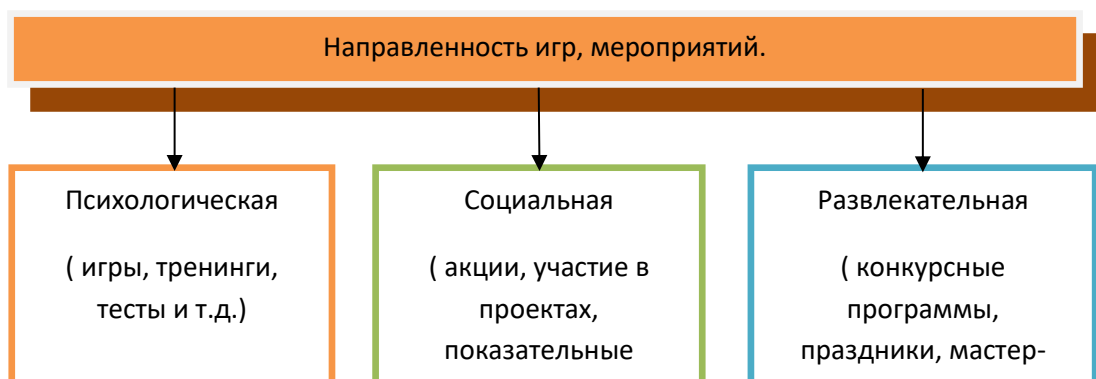 Направленность игр, мероприятий.
Психологическая
( игры, тренинги,
тесты и т.д.)
Социальная
( акции, участие в
проектах,
показательные
Развлекательная
( конкурсные
программы,
праздники, мастер-